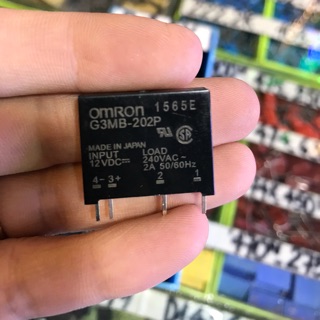 OMRON 1565E
G3MB-202P
MADE IN JAPAN
INPUT LOAD
12VDC⎓ 240VAC~
2A 50/60Hz
4- 3+ 2 1